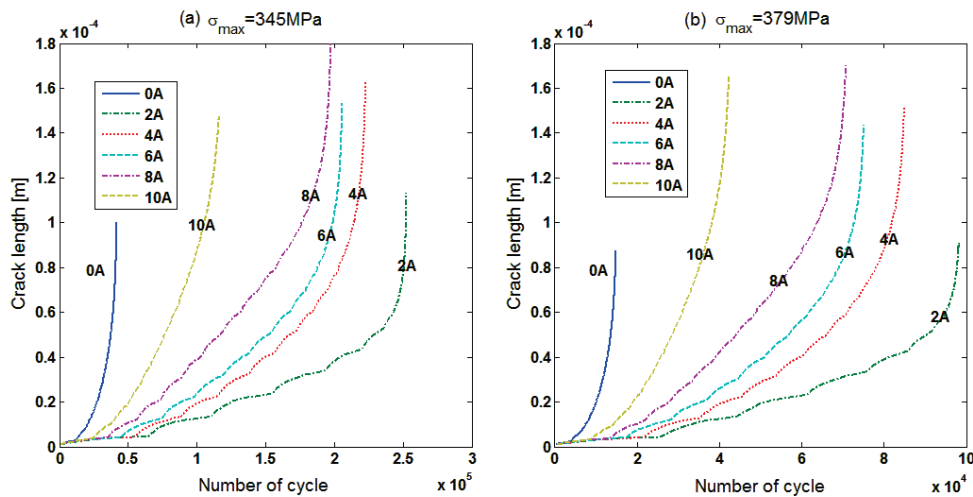 (a) σmax=345MPa
x 10^-4
1.8
1.6
1.4
1.2
1
0.8
0.6
0.4
0.2
0
Crack length [m]
0A
2A
4A
6A
8A
10A
10A
8A
4A
6A
0A
2A
0 0.5 1 1.5 2 2.5 3
x 10^5
Number of cycle
(b) σmax=379MPa
x 10^-4
1.8
1.6
1.4
1.2
1
0.8
0.6
0.4
0.2
0
Crack length [m]
0A
2A
4A
6A
8A
10A
0A
10A
8A
6A
4A
2A
0 2 4 6 8 10
x 10^4
Number of cycle